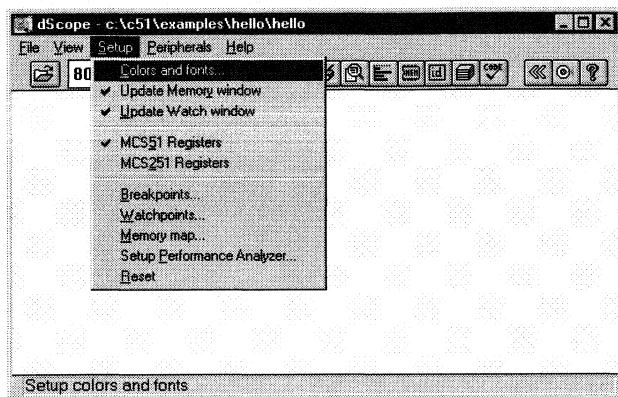 dScope - c:\c51\examples\hello\hello
File View Setup Peripherals Help
80
Colors and fonts...
Update Memory window
Update Watch window
MCS51 Registers
MCS251 Registers
Breakpoints...
Watchpoints...
Memory map...
Setup Performance Analyzer...
Reset
Setup colors and fonts